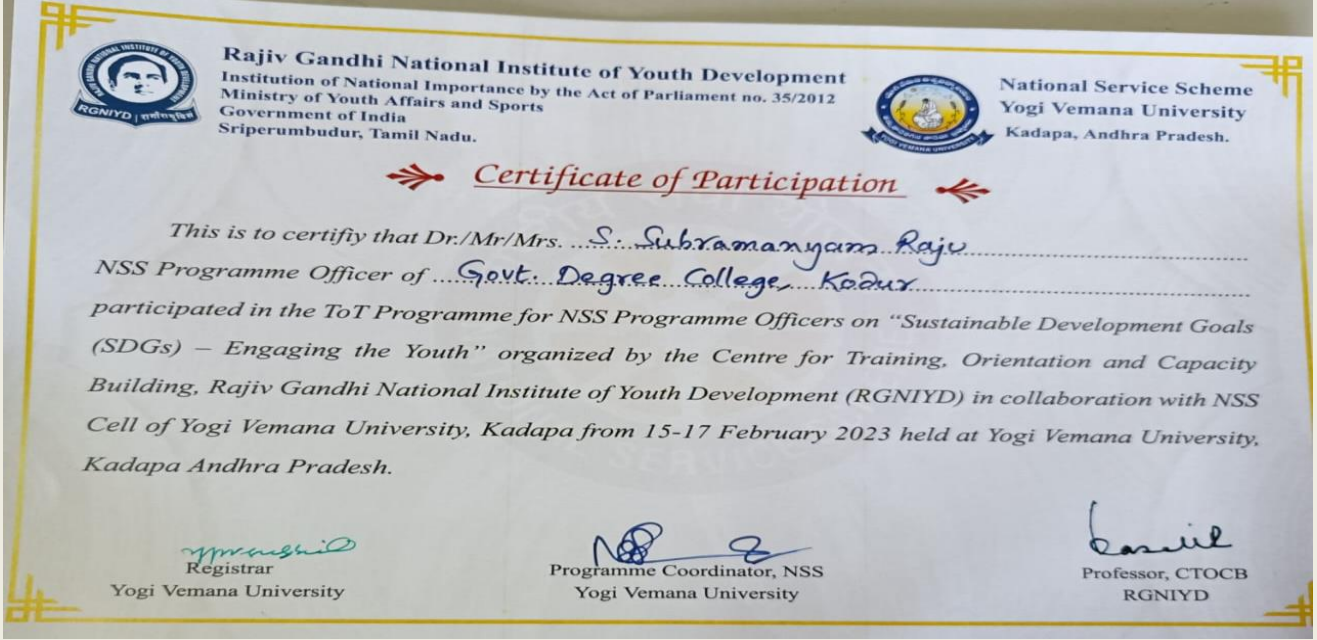 Rajiv Gandhi National Institute of Youth Development
Institution of National Importance by the Act of Parliament no. 35/2012
Ministry of Youth Affairs and Sports
Government of India
Sriperumbudur, Tamil Nadu.
RGNIYD
YOGI VEMANA UNIVERSITY
National Service Scheme
Yogi Vemana University
Kadapa, Andhra Pradesh.
Certificate of Participation
This is to certifiy that Dr./Mr/Mrs. S. Subramanyam Raju
NSS Programme Officer of Govt. Degree College, Kodur
participated in the ToT Programme for NSS Programme Officers on “Sustainable Development Goals
(SDGs) – Engaging the Youth” organized by the Centre for Training, Orientation and Capacity
Building, Rajiv Gandhi National Institute of Youth Development (RGNIYD) in collaboration with NSS
Cell of Yogi Vemana University, Kadapa from 15-17 February 2023 held at Yogi Vemana University,
Kadapa Andhra Pradesh.
Registrar
Yogi Vemana University
Programme Coordinator, NSS
Yogi Vemana University
Professor, CTOCB
RGNIYD